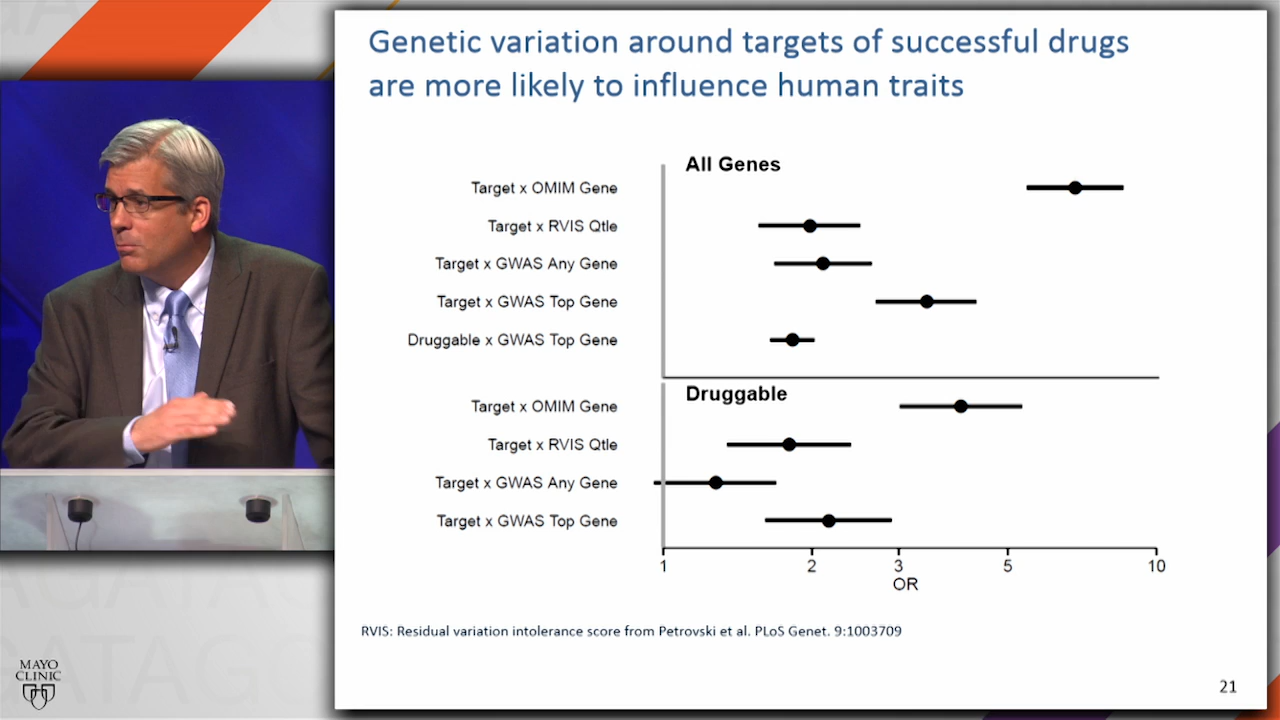 Genetic variation around targets of successful drugs
are more likely to influence human traits
All Genes
Target x OMIM Gene
Target x RVIS Qtle
Target x GWAS Any Gene
Target x GWAS Top Gene
Druggable x GWAS Top Gene
Druggable
Target x OMIM Gene
Target x RVIS Qtle
Target x GWAS Any Gene
Target x GWAS Top Gene
1 2 3 5 10
OR
RVIS: Residual variation intolerance score from Petrovski et al. PLoS Genet. 9:1003709
21
MAYO
CLINIC